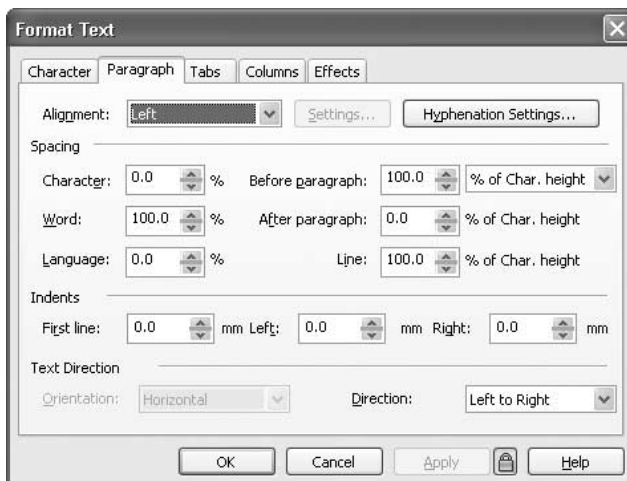 Format Text
Character Paragraph Tabs Columns Effects
Alignment: Left Settings... Hyphenation Settings...
Spacing
Character: 0.0 % Before paragraph: 100.0 % of Char. height
Word: 100.0 % After paragraph: 0.0 % of Char. height
Language: 0.0 % Line: 100.0 % of Char. height
Indents
First line: 0.0 mm Left: 0.0 mm Right: 0.0 mm
Text Direction
Orientation: Horizontal Direction: Left to Right
OK Cancel Apply Help